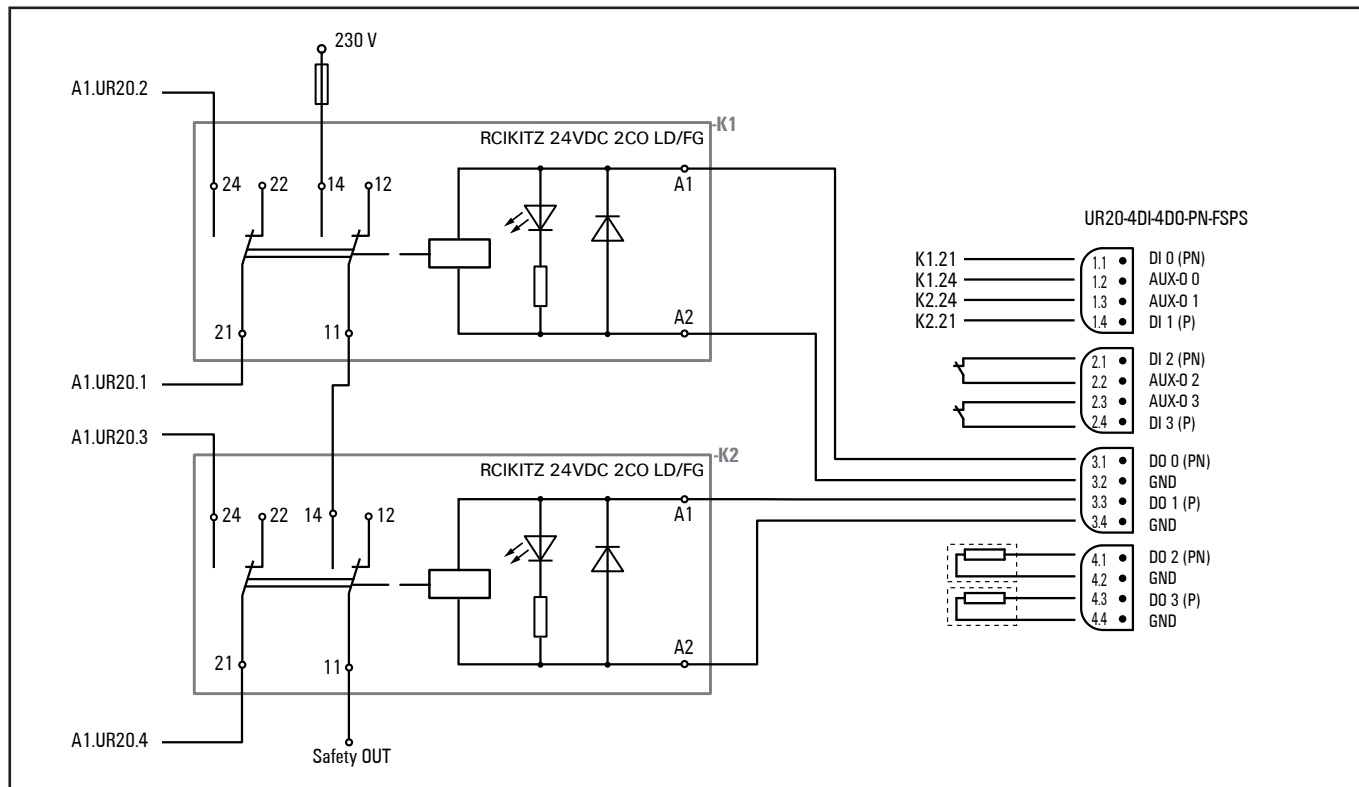 230 V
A1.UR20.2
-K1
RCIKITZ 24VDC 2CO LD/FG
24 22 14 12
A1
A2
21 11
A1.UR20.1
A1.UR20.3
-K2
RCIKITZ 24VDC 2CO LD/FG
24 22 14 12
A1
A2
21 11
A1.UR20.4
Safety OUT
UR20-4DI-4DO-PN-FSPS
K1.21 1.1 DI 0 (PN)
K1.24 1.2 AUX-O 0
K2.24 1.3 AUX-O 1
K2.21 1.4 DI 1 (P)
2.1 DI 2 (PN)
2.2 AUX-O 2
2.3 AUX-O 3
2.4 DI 3 (P)
3.1 DO 0 (PN)
3.2 GND
3.3 DO 1 (P)
3.4 GND
4.1 DO 2 (PN)
4.2 GND
4.3 DO 3 (P)
4.4 GND